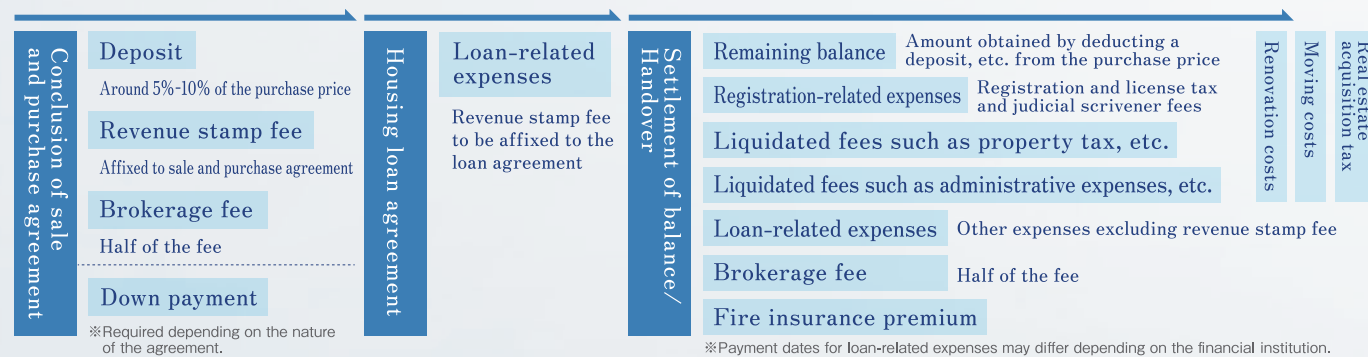 Conclusion of sale
and purchase agreement
Deposit
Around 5%-10% of the purchase price
Revenue stamp fee
Affixed to sale and purchase agreement
Brokerage fee
Half of the fee
Down payment
※Required depending on the nature
of the agreement.
Housing loan agreement
Loan-related
expenses
Revenue stamp fee
to be affixed to the
loan agreement
Settlement of balance/
Handover
Remaining balance
Amount obtained by deducting a
deposit, etc. from the purchase price
Registration-related expenses
Registration and license tax
and judicial scrivener fees
Liquidated fees such as property tax, etc.
Liquidated fees such as administrative expenses, etc.
Loan-related expenses
Other expenses excluding revenue stamp fee
Brokerage fee
Half of the fee
Fire insurance premium
※Payment dates for loan-related expenses may differ depending on the financial institution.
Renovation costs
Moving costs
Real estate
acquisition tax